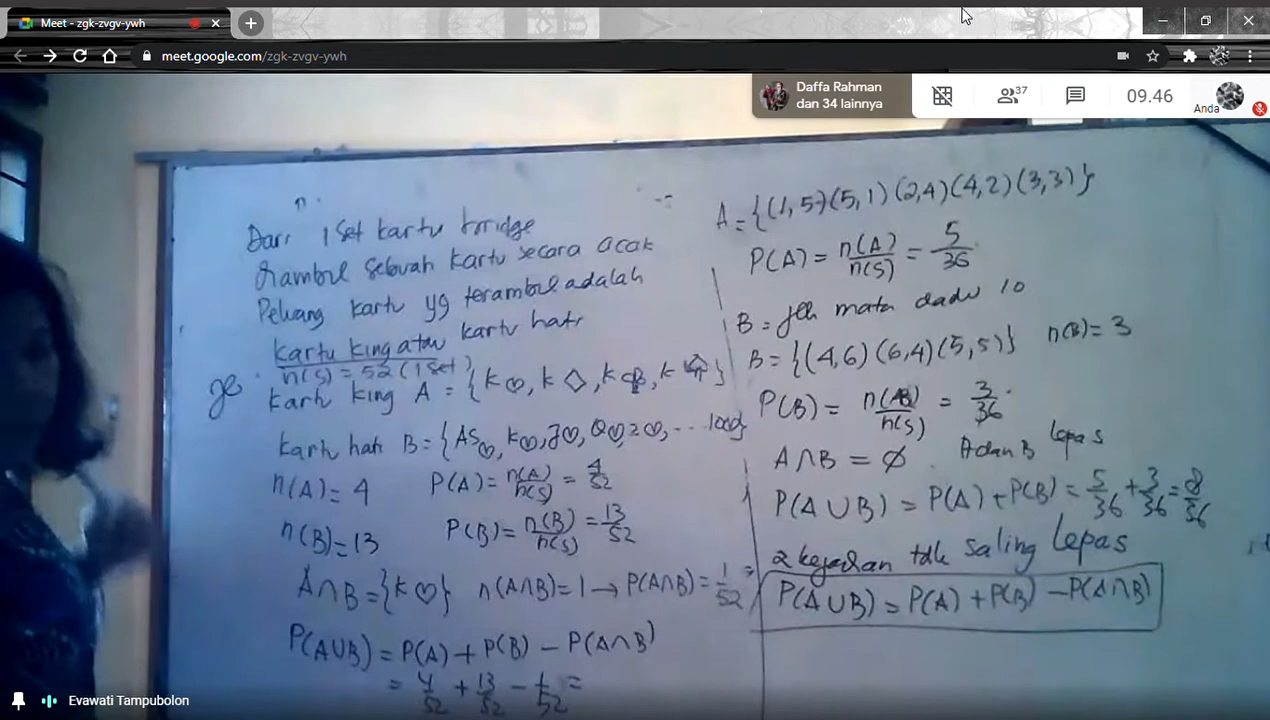 Meet - zgk-zvgv-ywh
meet.google.com/zgk-zvgv-ywh
Daffa Rahman
dan 34 lainnya
37
09.46
Anda
Dari 1 set kartu bridge
diambil sebuah kartu secara acak
Peluang kartu yg terambil adalah
kartu king atau kartu hati
n(S) = 52 (1 set)
Kartu king A = {K♡, K◇, K♣, K♠}
Kartu hati B = {As♡, K♡, J♡, Q♡, 2♡, ... 10♡}
n(A) = 4 P(A) = n(A)/n(S) = 4/52
n(B) = 13 P(B) = n(B)/n(S) = 13/52
A∩B = {K♡} n(A∩B) = 1 → P(A∩B) = 1/52
P(A∪B) = P(A) + P(B) − P(A∩B)
= 4/52 + 13/52 − 1/52 =
A = {(1,5)(5,1)(2,4)(4,2)(3,3)}
P(A) = n(A)/n(S) = 5/36
B = jlh mata dadu 10
B = {(4,6)(6,4)(5,5)} n(B) = 3
P(B) = n(B)/n(S) = 3/36
A∩B = ∅ A dan B lepas
P(A∪B) = P(A) + P(B) = 5/36 + 3/36 = 8/36
2 kejadian tdk saling lepas
P(A∪B) = P(A) + P(B) − P(A∩B)
Evawati Tampubolon